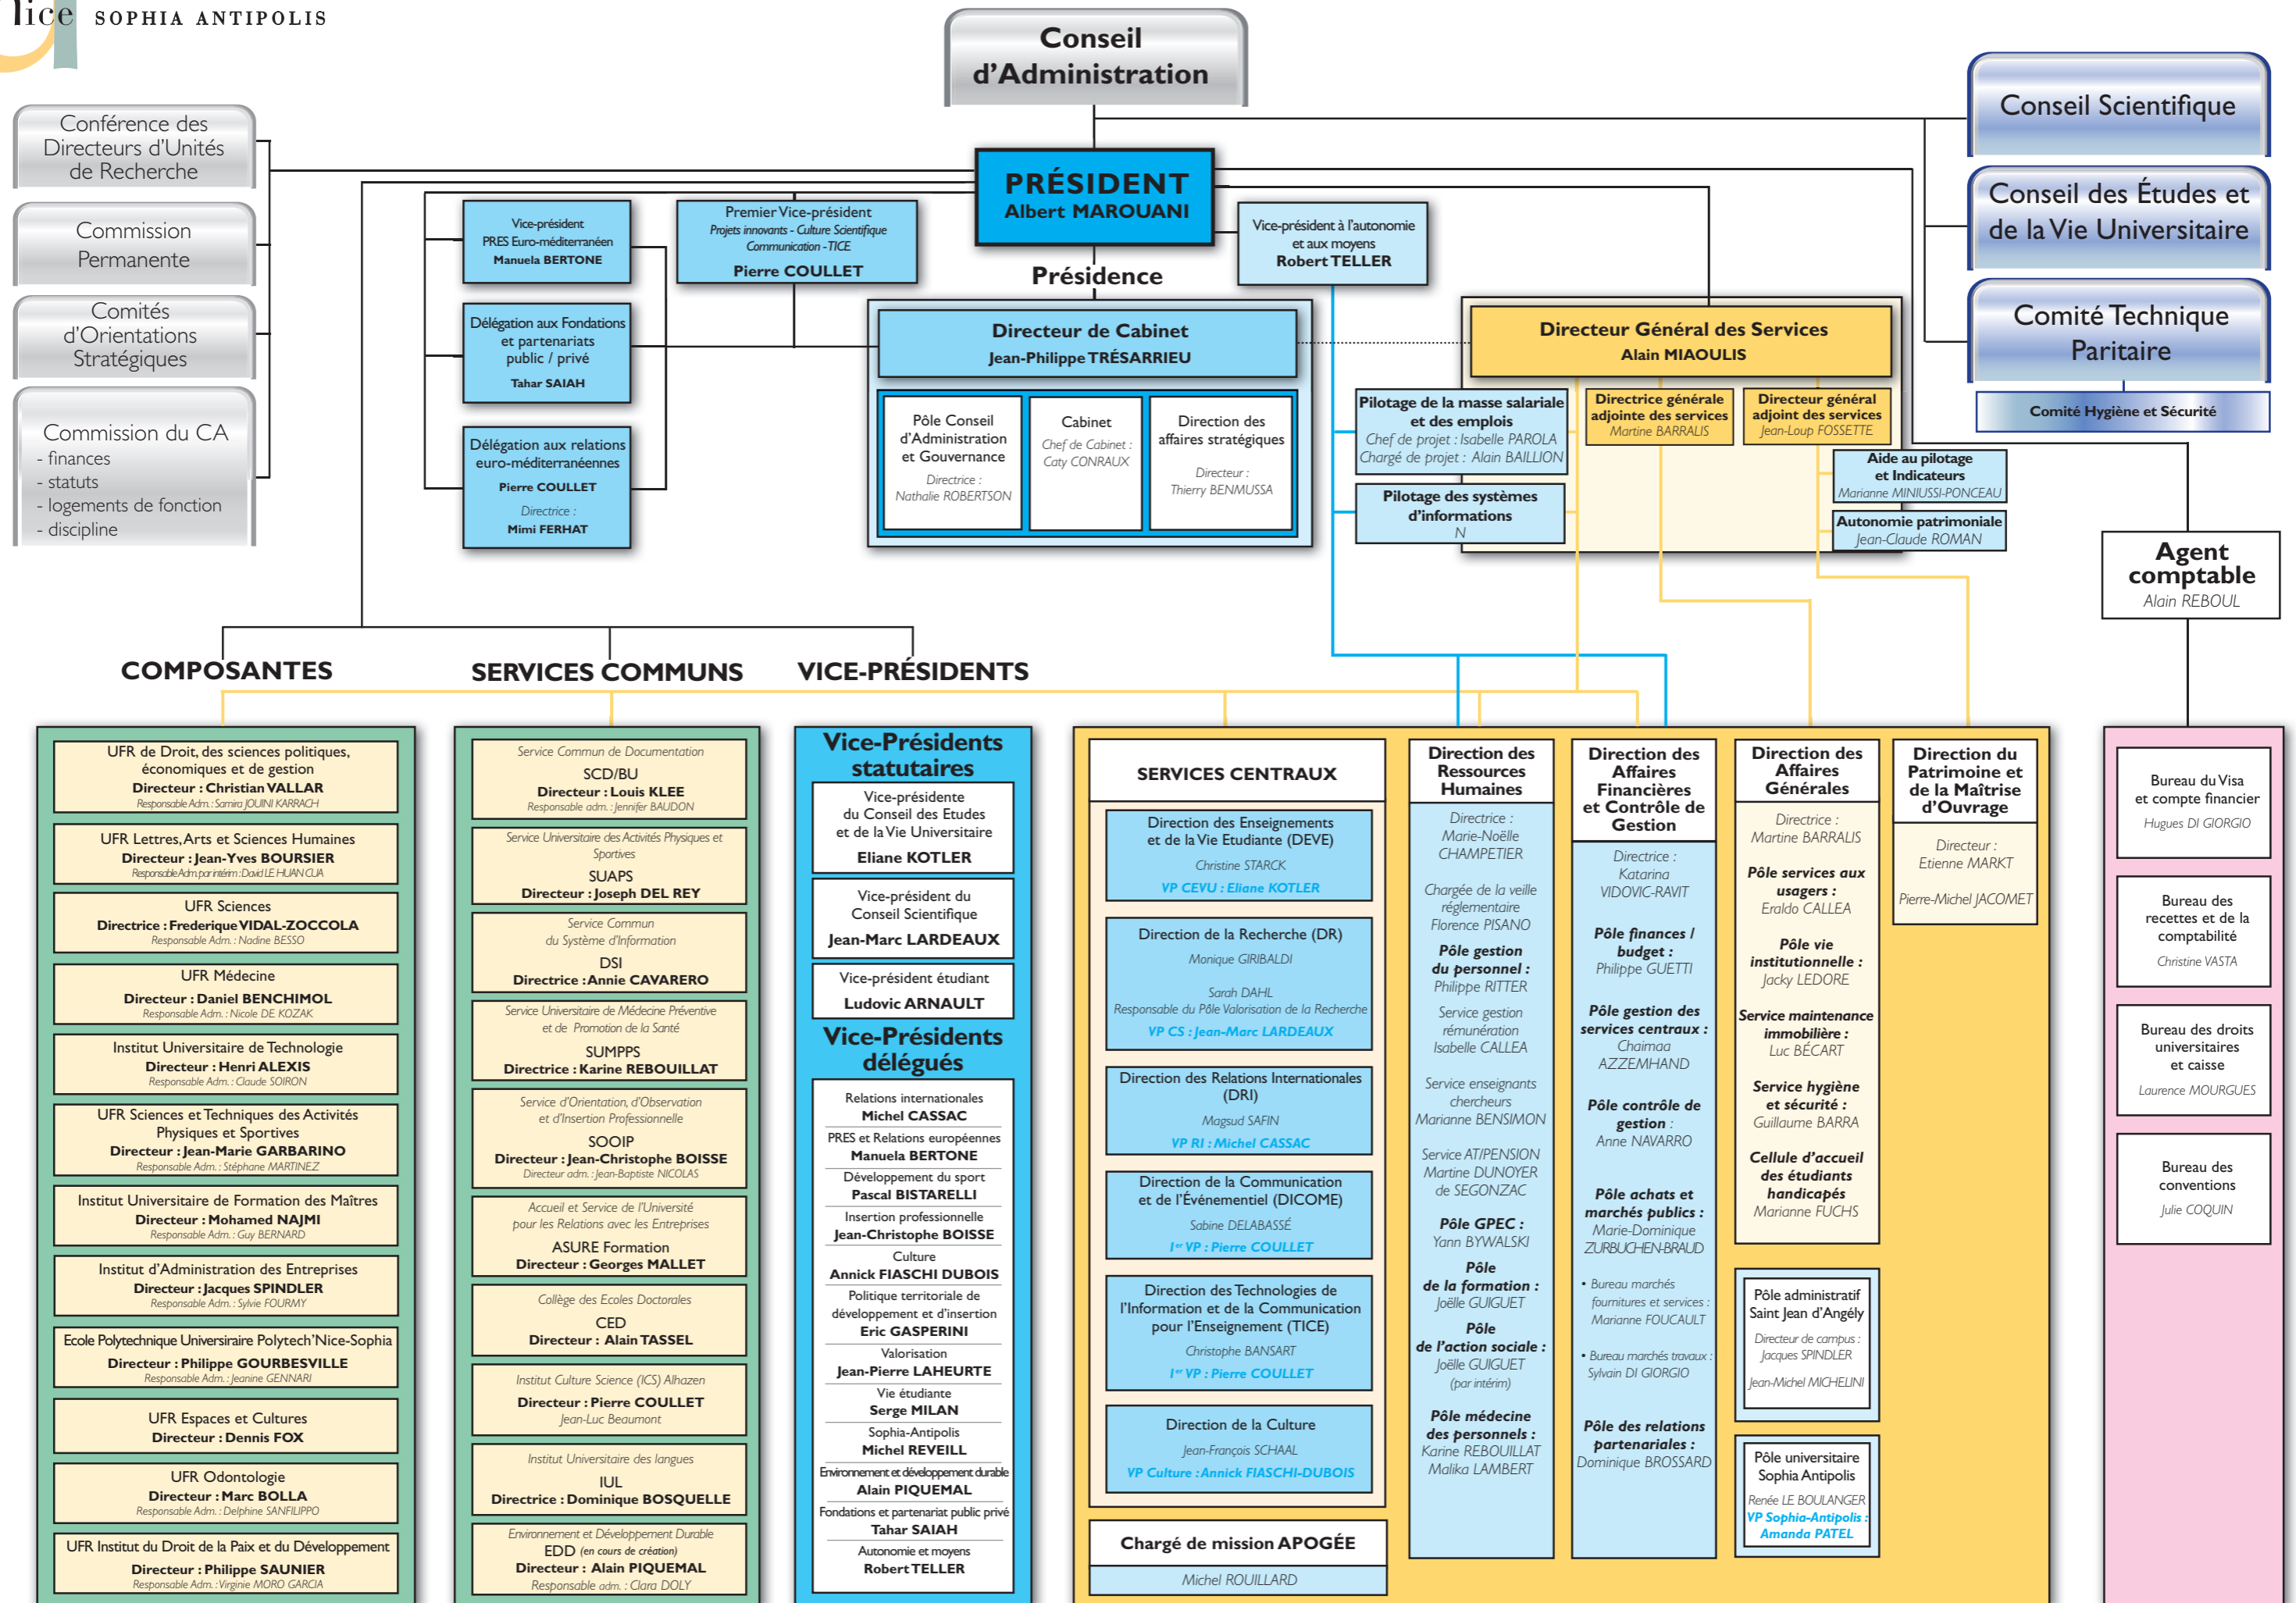 SOPHIA ANTIPOLIS
Conseil
d'Administration
Conférence des
Directeurs d'Unités
de Recherche
Commission
Permanente
Comités
d'Orientations
Stratégiques
Commission du CA
- finances
- statuts
- logements de fonction
- discipline
Conseil Scientifique
Conseil des Études et
de la Vie Universitaire
Comité Technique
Paritaire
Comité Hygiène et Sécurité
PRÉSIDENT
Albert MAROUANI
Présidence
Vice-président
PRES Euro-méditerranéen
Manuela BERTONE
Premier Vice-président
Projets innovants - Culture Scientifique
Communication -TICE
Pierre COULLET
Vice-président à l'autonomie
et aux moyens
Robert TELLER
Délégation aux Fondations
et partenariats
public / privé
Tahar SAIAH
Délégation aux relations
euro-méditerranéennes
Pierre COULLET
Directrice :
Mimi FERHAT
Directeur de Cabinet
Jean-Philippe TRÉSARRIEU
Pôle Conseil
d'Administration
et Gouvernance
Directrice :
Nathalie ROBERTSON
Cabinet
Chef de Cabinet :
Caty CONRAUX
Direction des
affaires stratégiques
Directeur :
Thierry BENMUSSA
Directeur Général des Services
Alain MIAOULIS
Pilotage de la masse salariale
et des emplois
Chef de projet : Isabelle PAROLA
Chargé de projet : Alain BAILLION
Pilotage des systèmes
d'informations
N
Directrice générale
adjointe des services
Martine BARRALIS
Directeur général
adjoint des services
Jean-Loup FOSSETTE
Aide au pilotage
et Indicateurs
Marianne MINIUSSI-PONCEAU
Autonomie patrimoniale
Jean-Claude ROMAN
Agent
comptable
Alain REBOUL
COMPOSANTES
SERVICES COMMUNS
VICE-PRÉSIDENTS
UFR de Droit, des sciences politiques,
économiques et de gestion
Directeur : Christian VALLAR
Responsable Adm. : Samira JOUINI KARRACH
UFR Lettres, Arts et Sciences Humaines
Directeur : Jean-Yves BOURSIER
Responsable Adm. par intérim : David LE HUAN CUA
UFR Sciences
Directrice : Frederique VIDAL-ZOCCOLA
Responsable Adm. : Nadine BESSO
UFR Médecine
Directeur : Daniel BENCHIMOL
Responsable Adm. : Nicole DE KOZAK
Institut Universitaire de Technologie
Directeur : Henri ALEXIS
Responsable Adm. : Claude SOIRON
UFR Sciences et Techniques des Activités
Physiques et Sportives
Directeur : Jean-Marie GARBARINO
Responsable Adm. : Stéphane MARTINEZ
Institut Universitaire de Formation des Maîtres
Directeur : Mohamed NAJMI
Responsable Adm. : Guy BERNARD
Institut d'Administration des Entreprises
Directeur : Jacques SPINDLER
Responsable Adm. : Sylvie FOURMY
Ecole Polytechnique Universiraire Polytech'Nice-Sophia
Directeur : Philippe GOURBESVILLE
Responsable Adm. : Jeanine GENNARI
UFR Espaces et Cultures
Directeur : Dennis FOX
UFR Odontologie
Directeur : Marc BOLLA
Responsable Adm. : Delphine SANFILIPPO
UFR Institut du Droit de la Paix et du Développement
Directeur : Philippe SAUNIER
Responsable Adm. : Virginie MORO GARCIA
Service Commun de Documentation
SCD/BU
Directeur : Louis KLEE
Responsable adm. : Jennifer BAUDON
Service Universitaire des Activités Physiques et
Sportives
SUAPS
Directeur : Joseph DEL REY
Service Commun
du Système d'Information
DSI
Directrice : Annie CAVARERO
Service Universitaire de Médecine Préventive
et de Promotion de la Santé
SUMPPS
Directrice : Karine REBOUILLAT
Service d'Orientation, d'Observation
et d'Insertion Professionnelle
SOOIP
Directeur : Jean-Christophe BOISSE
Directeur adm. : Jean-Baptiste NICOLAS
Accueil et Service de l'Université
pour les Relations avec les Entreprises
ASURE Formation
Directeur : Georges MALLET
Collège des Ecoles Doctorales
CED
Directeur : Alain TASSEL
Institut Culture Science (ICS) Alhazen
Directeur : Pierre COULLET
Jean-Luc Beaumont
Institut Universitaire des langues
IUL
Directrice : Dominique BOSQUELLE
Environnement et Développement Durable
EDD (en cours de création)
Directeur : Alain PIQUEMAL
Responsable adm. : Clara DOLY
Vice-Présidents
statutaires
Vice-présidente
du Conseil des Etudes
et de la Vie Universitaire
Eliane KOTLER
Vice-président du
Conseil Scientifique
Jean-Marc LARDEAUX
Vice-président étudiant
Ludovic ARNAULT
Vice-Présidents
délégués
Relations internationales
Michel CASSAC
PRES et Relations européennes
Manuela BERTONE
Développement du sport
Pascal BISTARELLI
Insertion professionnelle
Jean-Christophe BOISSE
Culture
Annick FIASCHI DUBOIS
Politique territoriale de
développement et d'insertion
Eric GASPERINI
Valorisation
Jean-Pierre LAHEURTE
Vie étudiante
Serge MILAN
Sophia-Antipolis
Michel REVEILL
Environnement et développement durable
Alain PIQUEMAL
Fondations et partenariat public privé
Tahar SAIAH
Autonomie et moyens
Robert TELLER
SERVICES CENTRAUX
Direction des Enseignements
et de la Vie Etudiante (DEVE)
Christine STARCK
VP CEVU : Eliane KOTLER
Direction de la Recherche (DR)
Monique GIRIBALDI
Sarah DAHL
Responsable du Pôle Valorisation de la Recherche
VP CS : Jean-Marc LARDEAUX
Direction des Relations Internationales
(DRI)
Magsud SAFIN
VP RI : Michel CASSAC
Direction de la Communication
et de l'Événementiel (DICOME)
Sabine DELABASSÉ
1er VP : Pierre COULLET
Direction des Technologies de
l'Information et de la Communication
pour l'Enseignement (TICE)
Christophe BANSART
1er VP : Pierre COULLET
Direction de la Culture
Jean-François SCHAAL
VP Culture : Annick FIASCHI-DUBOIS
Chargé de mission APOGÉE
Michel ROUILLARD
Direction des
Ressources
Humaines
Directrice :
Marie-Noëlle
CHAMPETIER
Chargée de la veille
réglementaire
Florence PISANO
Pôle gestion
du personnel :
Philippe RITTER
Service gestion
rémunération
Isabelle CALLEA
Service enseignants
chercheurs
Marianne BENSIMON
Service AT/PENSION
Martine DUNOYER
de SEGONZAC
Pôle GPEC :
Yann BYWALSKI
Pôle
de la formation :
Joëlle GUIGUET
Pôle
de l'action sociale :
Joëlle GUIGUET
(par intérim)
Pôle médecine
des personnels :
Karine REBOUILLAT
Malika LAMBERT
Direction des
Affaires
Financières
et Contrôle de
Gestion
Directrice :
Katarina
VIDOVIC-RAVIT
Pôle finances /
budget :
Philippe GUETTI
Pôle gestion des
services centraux :
Chaimaa
AZZEMHAND
Pôle contrôle de
gestion :
Anne NAVARRO
Pôle achats et
marchés publics :
Marie-Dominique
ZURBUCHEN-BRAUD
• Bureau marchés
fournitures et services :
Marianne FOUCAULT
• Bureau marchés travaux :
Sylvain DI GIORGIO
Pôle des relations
partenariales :
Dominique BROSSARD
Direction des
Affaires
Générales
Directrice :
Martine BARRALIS
Pôle services aux
usagers :
Eraldo CALLEA
Pôle vie
institutionnelle :
Jacky LEDORE
Service maintenance
immobilière :
Luc BÉCART
Service hygiène
et sécurité :
Guillaume BARRA
Cellule d'accueil
des étudiants
handicapés
Marianne FUCHS
Pôle administratif
Saint Jean d'Angély
Directeur de campus :
Jacques SPINDLER
Jean-Michel MICHELINI
Pôle universitaire
Sophia Antipolis
Renée LE BOULANGER
VP Sophia-Antipolis :
Amanda PATEL
Direction du
Patrimoine et
de la Maîtrise
d'Ouvrage
Directeur :
Etienne MARKT
Pierre-Michel JACOMET
Bureau du Visa
et compte financier
Hugues DI GIORGIO
Bureau des
recettes et de la
comptabilité
Christine VASTA
Bureau des droits
universitaires
et caisse
Laurence MOURGUES
Bureau des
conventions
Julie COQUIN